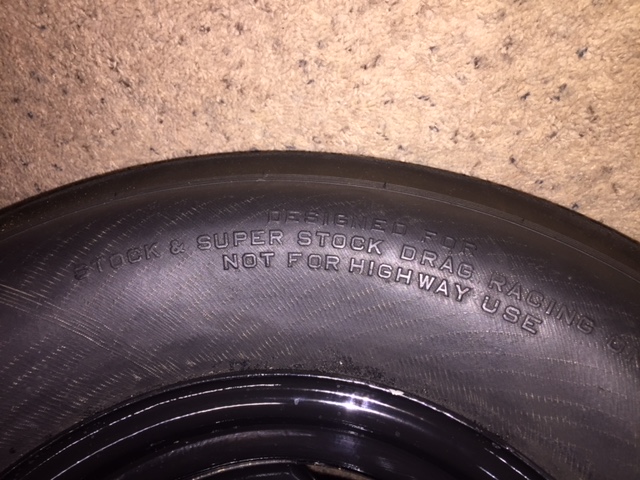 DESIGNED FOR
STOCK & SUPER STOCK DRAG RACING
NOT FOR HIGHWAY USE